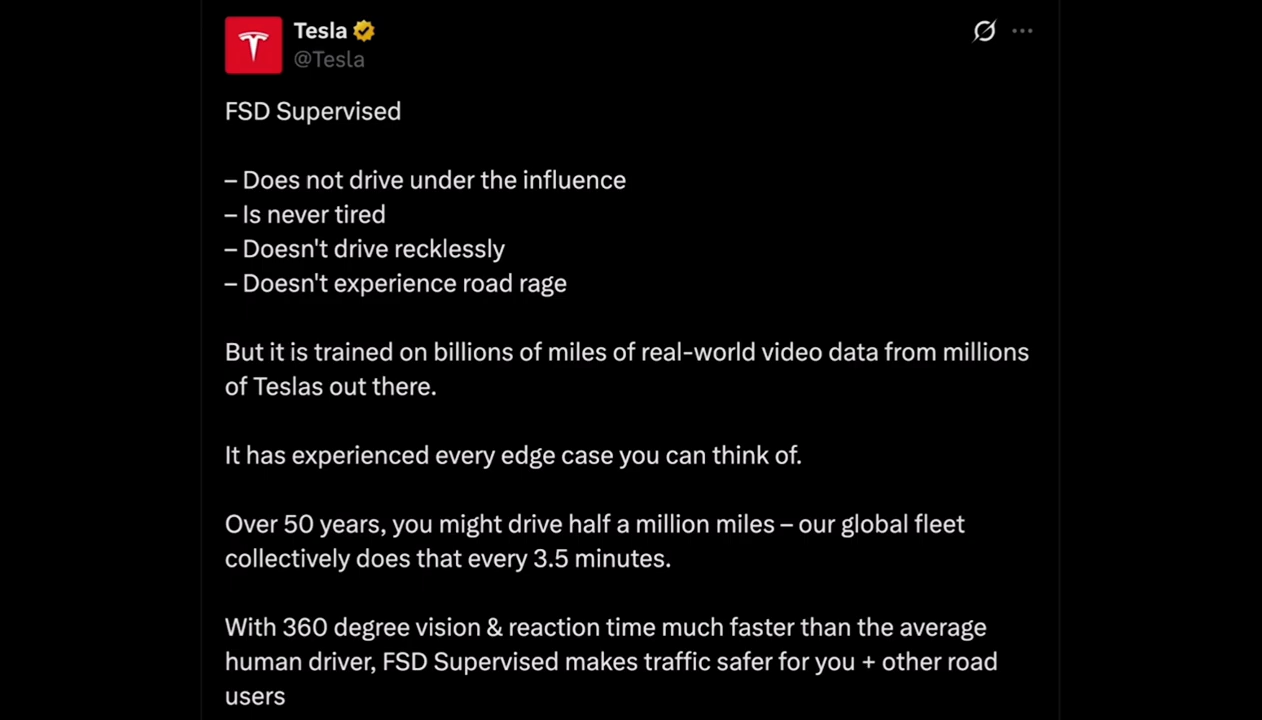 Tesla
@Tesla
FSD Supervised
– Does not drive under the influence
– Is never tired
– Doesn't drive recklessly
– Doesn't experience road rage
But it is trained on billions of miles of real-world video data from millions
of Teslas out there.
It has experienced every edge case you can think of.
Over 50 years, you might drive half a million miles – our global fleet
collectively does that every 3.5 minutes.
With 360 degree vision & reaction time much faster than the average
human driver, FSD Supervised makes traffic safer for you + other road
users